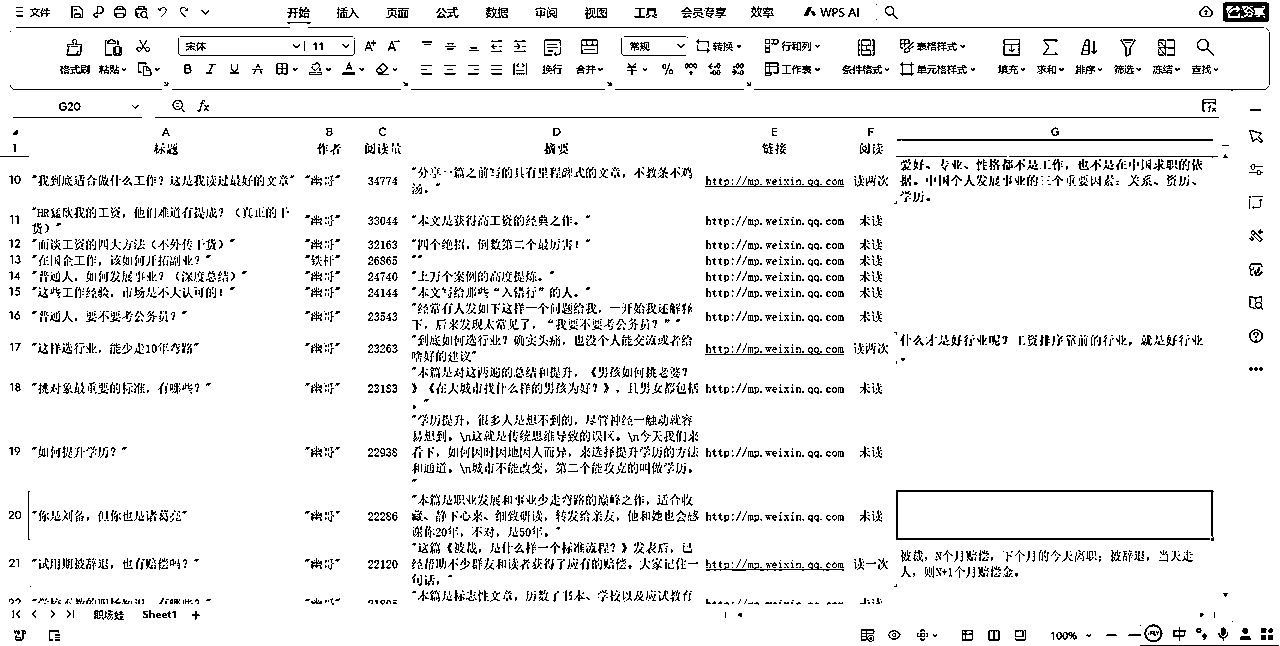 三 文件 开始 插入 页面 公式 数据 审阅 视图 工具 会员专享 效率 WPS AI
格式刷 粘贴 宋体 11 A⁺ A⁻ 换行 合并 常规 转换 行和列 条件格式 表格样式 填充 求和 排序 筛选 冻结 查找
B I U A ¥ % 工作表 单元格样式
G20 fx
A B C D E F G
1 标题 作者 阅读量 摘要 链接 阅读
10 "我到底适合做什么工作？这是我读过最好的文章" "幽哥" 34774 "分享一篇之前写的具有里程碑式的文章，不教条不鸡汤。" http://mp.weixin.qq.com 读两次 爱好、专业、性格都不是工作，也不是在中国求职的依据。中国个人发展事业的三个重要因素：关系、资历、学历。
11 "HR猛砍我的工资，他们难道有提成？（真正的干货）" "幽哥" 33044 "本文是获得高工资的经典之作。" http://mp.weixin.qq.com 未读
12 "面谈工资的四大方法（不外传干货）" "幽哥" 32163 "四个绝招，倒数第二个最厉害！" http://mp.weixin.qq.com 未读
13 "在国企工作，该如何开拓副业？" "铁杆" 26865 "" http://mp.weixin.qq.com 未读
14 "普通人，如何发展事业？（深度总结）" "幽哥" 24740 "上万个案例的高度提炼。" http://mp.weixin.qq.com 未读
15 "这些工作经验，市场是不大认可的！" "幽哥" 24144 "本文写给那些“入错行”的人。" http://mp.weixin.qq.com 未读
16 "普通人，要不要考公务员？" "幽哥" 23543 "经常有人发如下这样一个问题给我，一开始我还解释下，后来发现太常见了，“我要不要考公务员？”" http://mp.weixin.qq.com 未读
17 "这样选行业，能少走10年弯路" "幽哥" 23263 "到底如何选行业？确实头痛，也没个人能交流或者给啥好的建议" http://mp.weixin.qq.com 读两次 什么才是好行业呢？工资排序靠前的行业，就是好行业。
18 "挑对象最重要的标准，有哪些？" "幽哥" 23183 "本篇是对这两遍的总结和提升，《男孩如何挑老婆？》《在大城市找什么样的男孩为好？》，且男女都包括。" http://mp.weixin.qq.com 未读
19 "如何提升学历？" "幽哥" 22938 "学历提升，很多人是想不到的，尽管神经一触动就容易想到。\n这就是传统思维导致的误区。\n今天我们来看下，如何因时因地因人而异，来选择提升学历的方法和通道。\n城市不能改变，第二个能攻克的叫做学历。" http://mp.weixin.qq.com 未读
20 "你是刘备，但你也是诸葛亮" "幽哥" 22286 "本篇是职业发展和事业少走弯路的巅峰之作，适合收藏、静下心来、细致研读，转发给亲友，他和她也会感谢你20年，不对，是50年。" http://mp.weixin.qq.com 未读
21 "试用期被辞退，也有赔偿吗？" "幽哥" 22120 "这篇《被裁，是什么样一个标准流程？》发表后，已经帮助不少群友和读者获得了应有的赔偿。大家记住一句话，" http://mp.weixin.qq.com 读一次 被裁，N个月赔偿，下个月的今天离职；被辞退，当天走人，则N+1个月赔偿金。
22 "本篇是标志性文章，历数了书本、学校以及应试教育
职场娃 Sheet1 +
100% 中